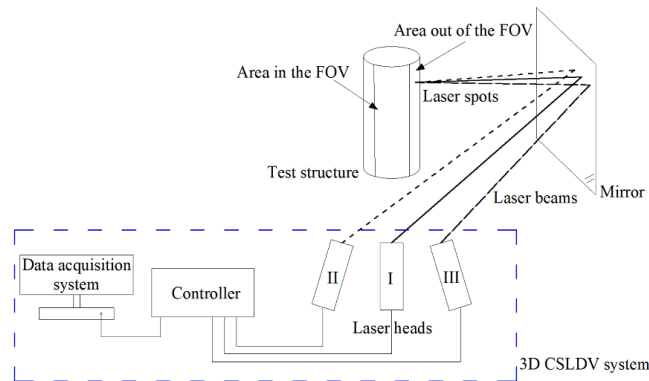 Area out of the FOV
Area in the FOV
Laser spots
Test structure
Mirror
Laser beams
Data acquisition
system
Controller
II
I
III
Laser heads
3D CSLDV system